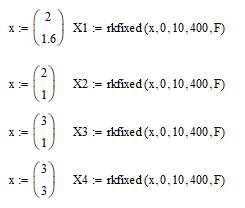 x := (2 1.6) X1 := rkfixed(x,0,10,400,F)
x := (2 1) X2 := rkfixed(x,0,10,400,F)
x := (3 1) X3 := rkfixed(x,0,10,400,F)
x := (3 3) X4 := rkfixed(x,0,10,400,F)